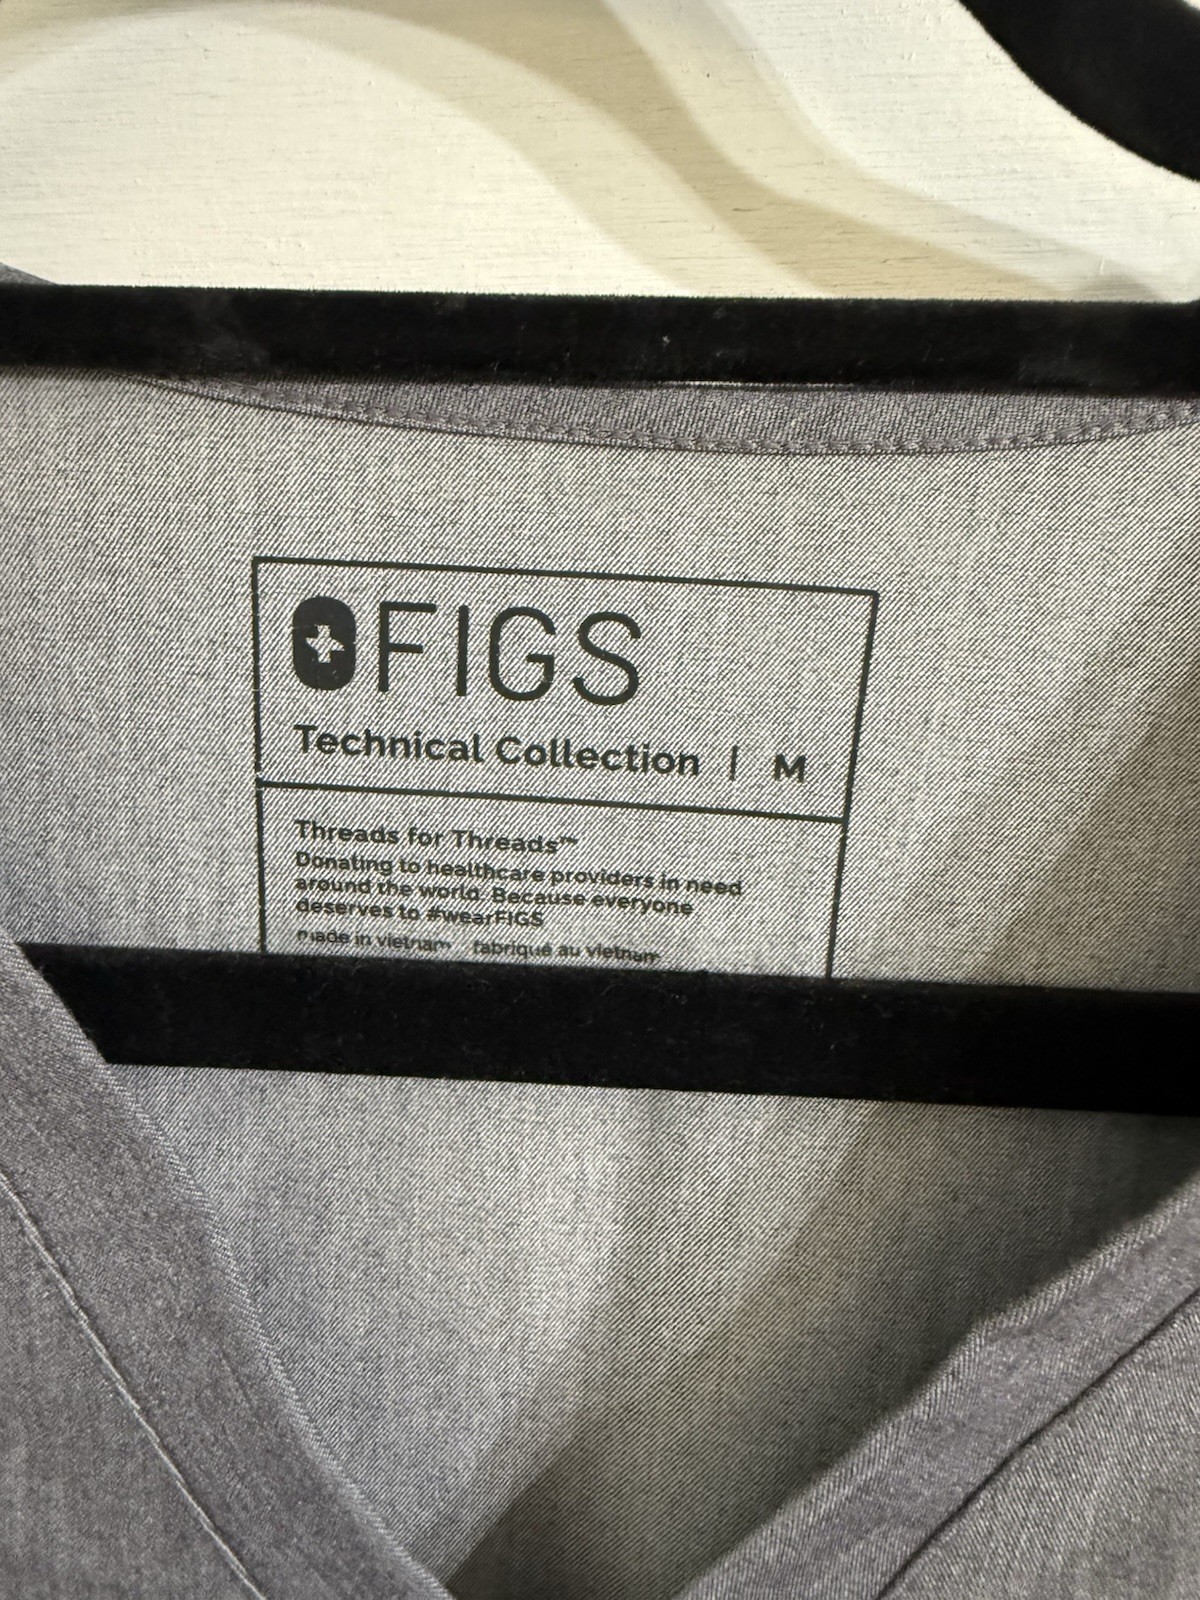 FIGS
Technical Collection | M
Threads for Threads™
Donating to healthcare providers in need
around the world. Because everyone
deserves to #wearFIGS
made in vietnam fabriqué au vietnam